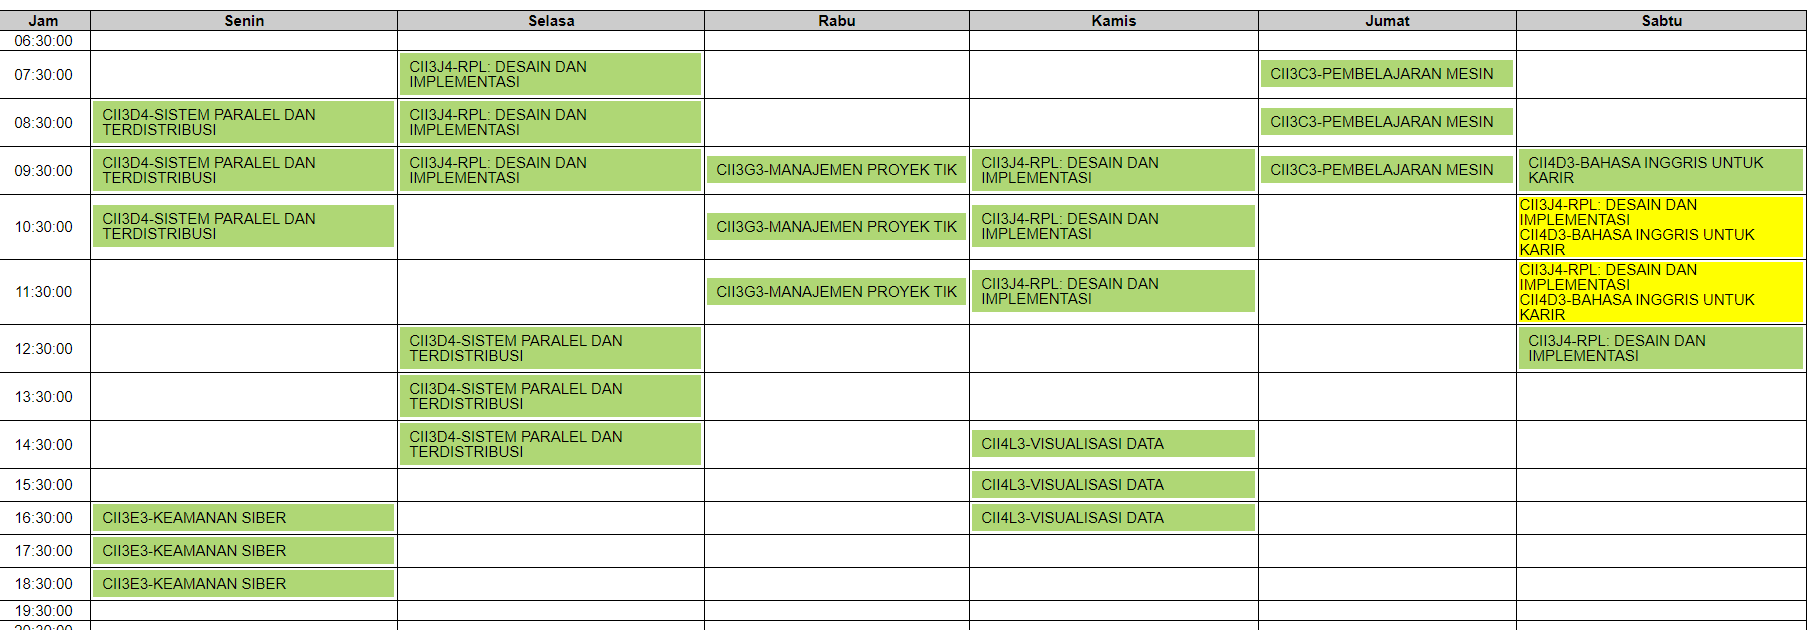 Jam Senin Selasa Rabu Kamis Jumat Sabtu
06:30:00
07:30:00
CII3J4-RPL: DESAIN DAN
IMPLEMENTASI
CII3C3-PEMBELAJARAN MESIN
08:30:00
CII3D4-SISTEM PARALEL DAN
TERDISTRIBUSI
CII3J4-RPL: DESAIN DAN
IMPLEMENTASI
CII3C3-PEMBELAJARAN MESIN
09:30:00
CII3D4-SISTEM PARALEL DAN
TERDISTRIBUSI
CII3J4-RPL: DESAIN DAN
IMPLEMENTASI
CII3G3-MANAJEMEN PROYEK TIK
CII3J4-RPL: DESAIN DAN
IMPLEMENTASI
CII3C3-PEMBELAJARAN MESIN
CII4D3-BAHASA INGGRIS UNTUK
KARIR
10:30:00
CII3D4-SISTEM PARALEL DAN
TERDISTRIBUSI
CII3G3-MANAJEMEN PROYEK TIK
CII3J4-RPL: DESAIN DAN
IMPLEMENTASI
CII3J4-RPL: DESAIN DAN
IMPLEMENTASI
CII4D3-BAHASA INGGRIS UNTUK
KARIR
11:30:00
CII3G3-MANAJEMEN PROYEK TIK
CII3J4-RPL: DESAIN DAN
IMPLEMENTASI
CII3J4-RPL: DESAIN DAN
IMPLEMENTASI
CII4D3-BAHASA INGGRIS UNTUK
KARIR
12:30:00
CII3D4-SISTEM PARALEL DAN
TERDISTRIBUSI
CII3J4-RPL: DESAIN DAN
IMPLEMENTASI
13:30:00
CII3D4-SISTEM PARALEL DAN
TERDISTRIBUSI
14:30:00
CII3D4-SISTEM PARALEL DAN
TERDISTRIBUSI
CII4L3-VISUALISASI DATA
15:30:00
CII4L3-VISUALISASI DATA
16:30:00
CII3E3-KEAMANAN SIBER
CII4L3-VISUALISASI DATA
17:30:00
CII3E3-KEAMANAN SIBER
18:30:00
CII3E3-KEAMANAN SIBER
19:30:00
20:30:00